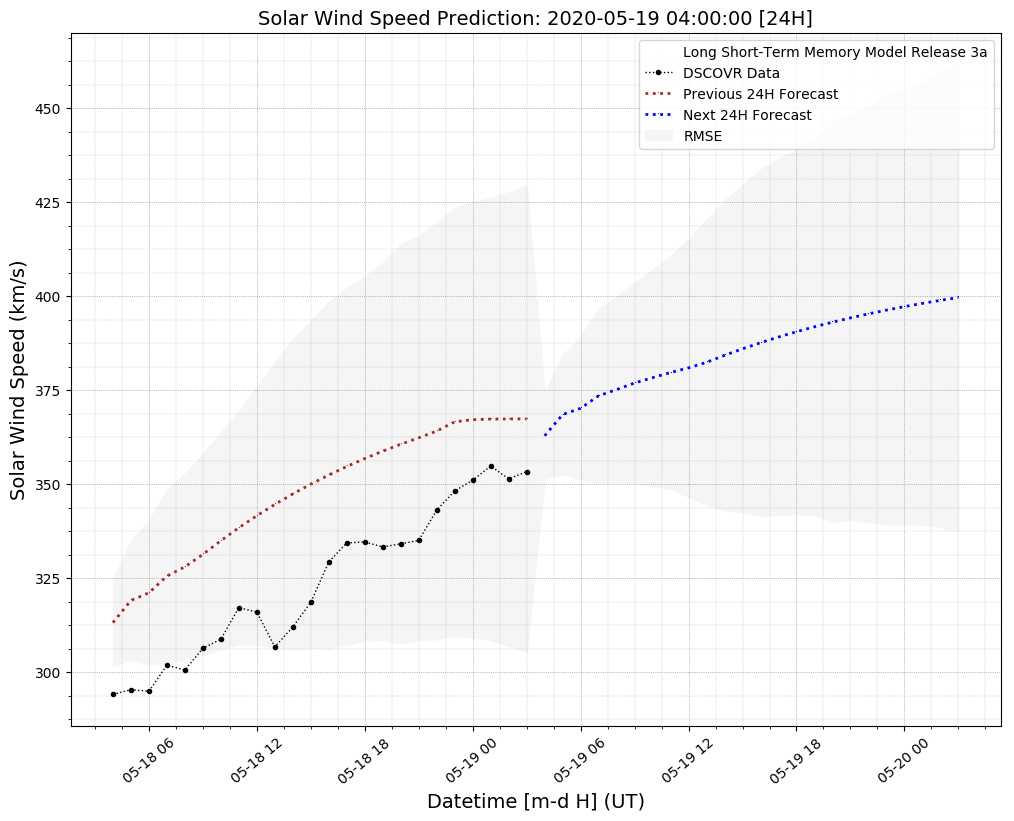 Solar Wind Speed Prediction: 2020-05-19 04:00:00 [24H]
Long Short-Term Memory Model Release 3a
DSCOVR Data
Previous 24H Forecast
Next 24H Forecast
RMSE
Solar Wind Speed (km/s)
450
425
400
375
350
325
300
05-18 06
05-18 12
05-18 18
05-19 00
05-19 06
05-19 12
05-19 18
05-20 00
Datetime [m-d H] (UT)